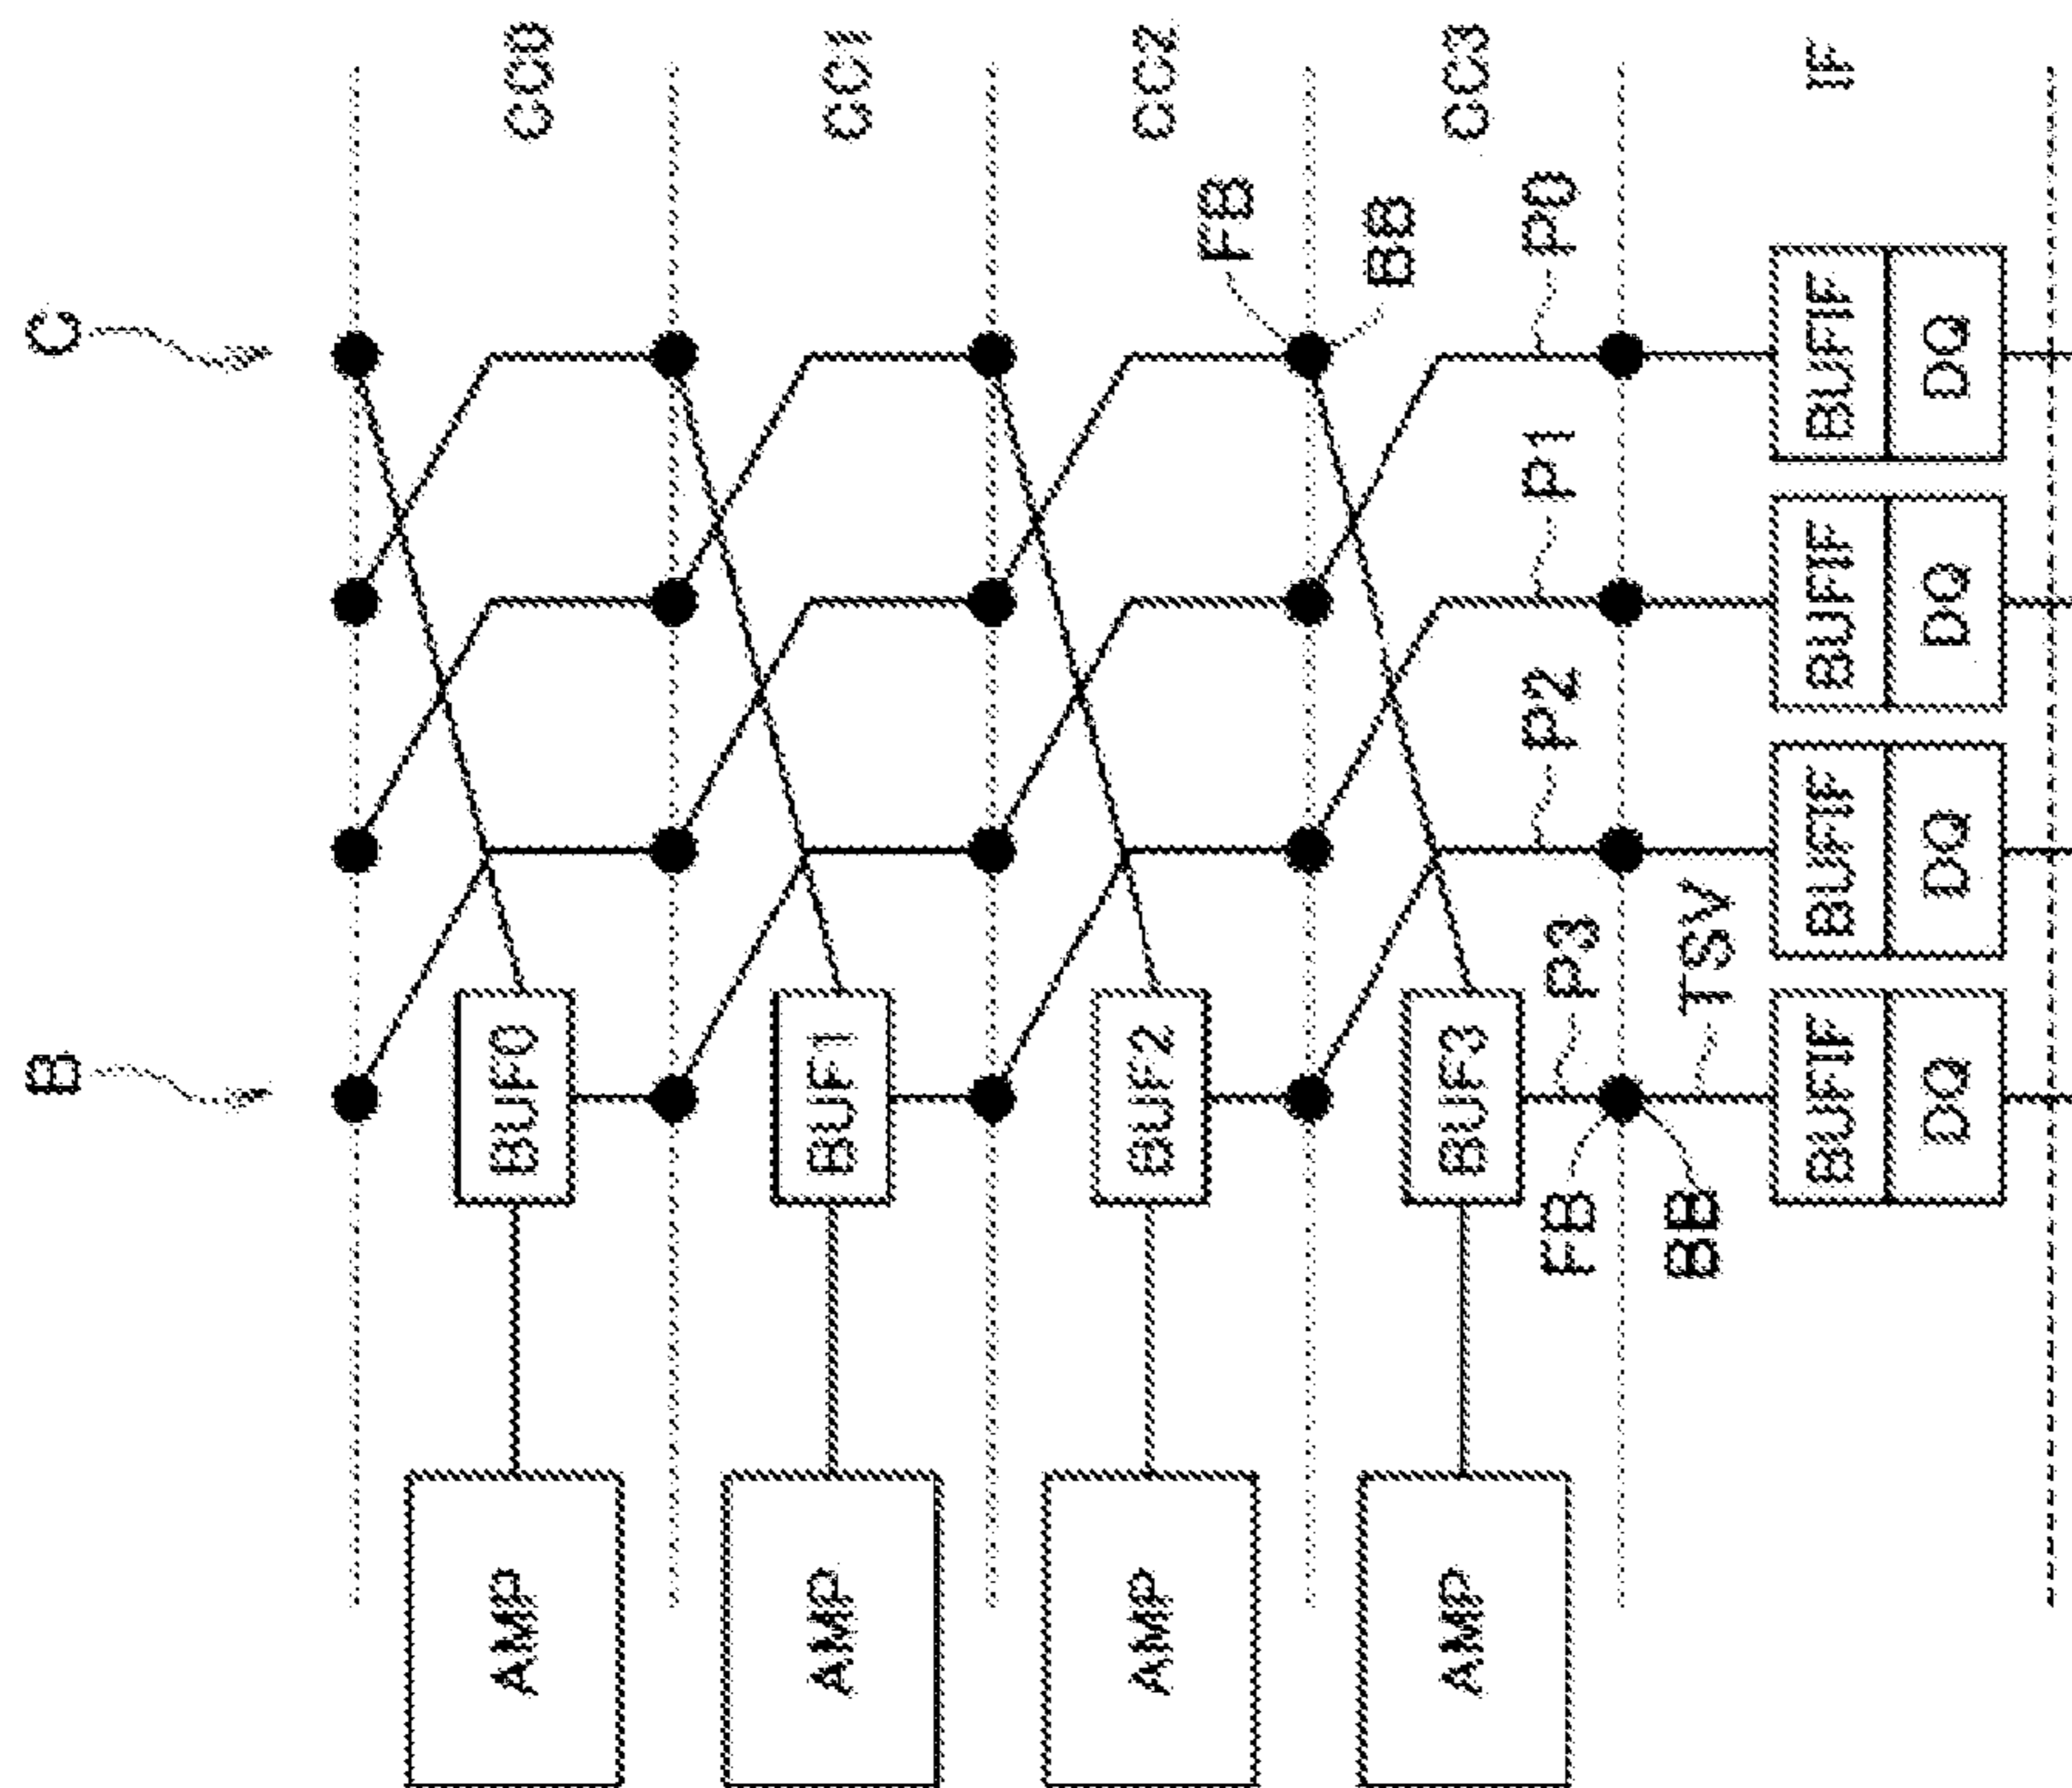 B
C
AMP
BUF0
CC0
AMP
BUF1
CC1
AMP
BUF2
CC2
FB
BB
AMP
BUF3
CC3
FB
P3
P2
P1
P0
BB
TSV
BUFIF
BUFIF
BUFIF
BUFIF
IF
DQ
DQ
DQ
DQ